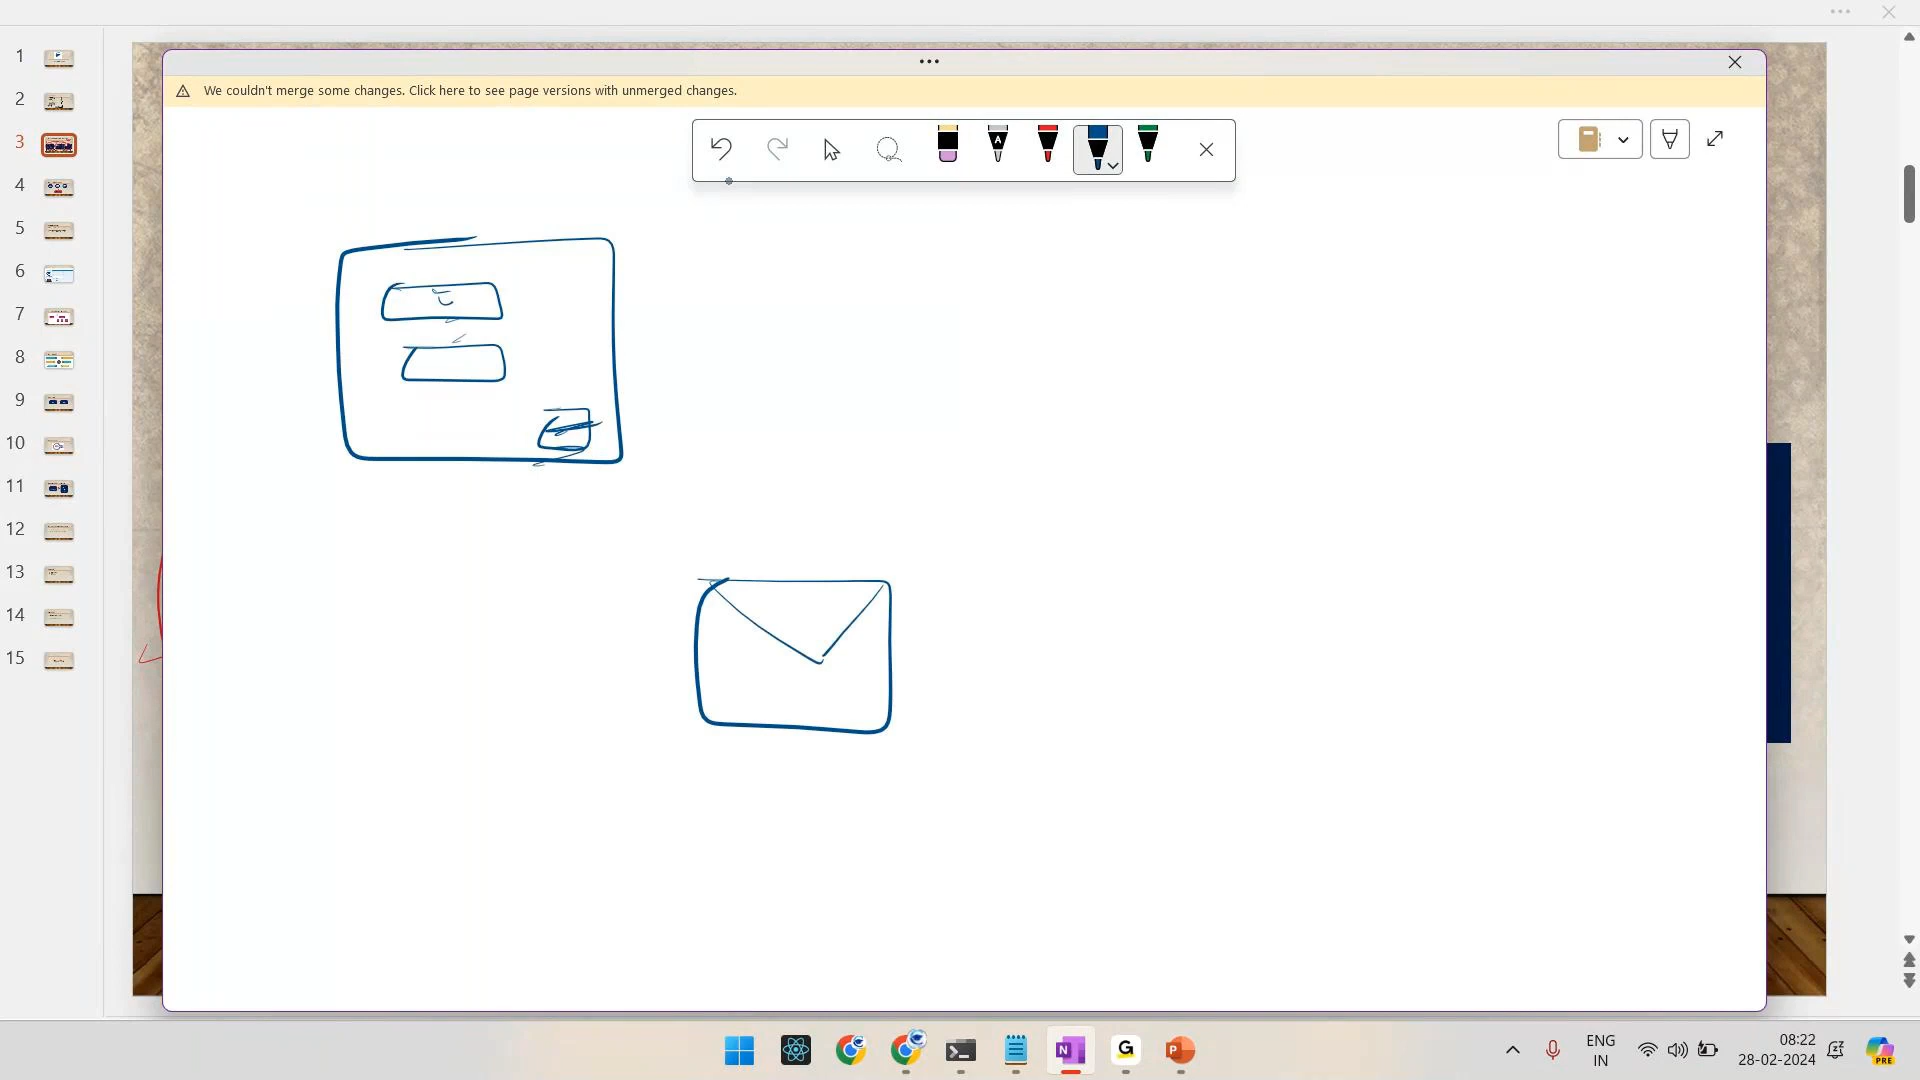 We couldn't merge some changes. Click here to see page versions with unmerged changes.
A
1
2
3
4
5
6
7
8
9
10
11
12
13
14
15
N
G
P
ENG
IN
08:22
28-02-2024
PRE